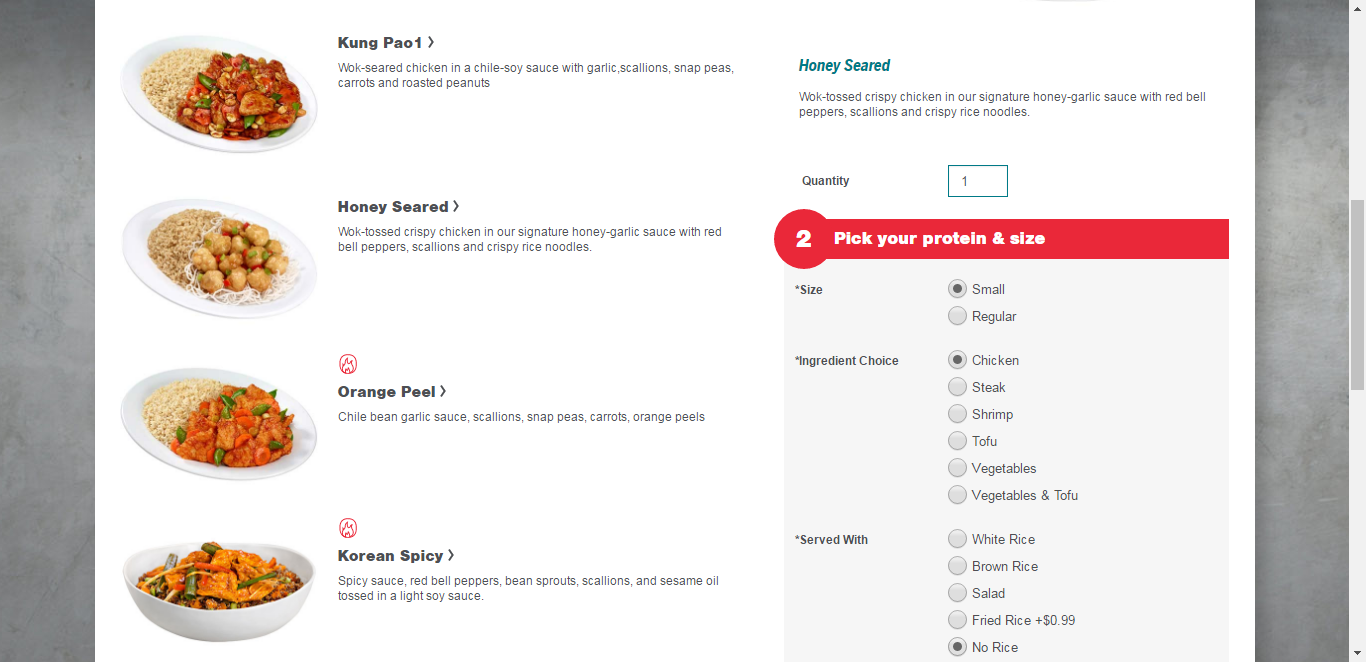 Kung Pao1 >
Wok-seared chicken in a chile-soy sauce with garlic,scallions, snap peas,
carrots and roasted peanuts
Honey Seared >
Wok-tossed crispy chicken in our signature honey-garlic sauce with red
bell peppers, scallions and crispy rice noodles.
Orange Peel >
Chile bean garlic sauce, scallions, snap peas, carrots, orange peels
Korean Spicy >
Spicy sauce, red bell peppers, bean sprouts, scallions, and sesame oil
tossed in a light soy sauce.
Honey Seared
Wok-tossed crispy chicken in our signature honey-garlic sauce with red bell
peppers, scallions and crispy rice noodles.
Quantity 1
2 Pick your protein & size
*Size Small
Regular
*Ingredient Choice Chicken
Steak
Shrimp
Tofu
Vegetables
Vegetables & Tofu
*Served With White Rice
Brown Rice
Salad
Fried Rice +$0.99
No Rice